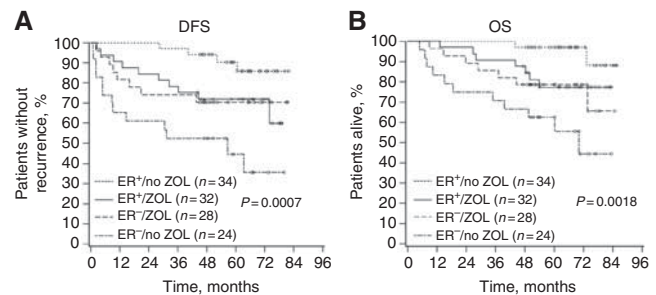 A
DFS
Patients without
recurrence, %
100
90
80
70
60
50
40
30
20
10
0
ER+/no ZOL (n=34)
ER+/ZOL (n=32)
ER−/ZOL (n=28)
ER−/no ZOL (n=24)
P=0.0007
0 12 24 36 48 60 72 84 96
Time, months
B
OS
Patients alive, %
100
90
80
70
60
50
40
30
20
10
0
ER+/no ZOL (n=34)
ER+/ZOL (n=32)
ER−/ZOL (n=28)
ER−/no ZOL (n=24)
P=0.0018
0 12 24 36 48 60 72 84 96
Time, months